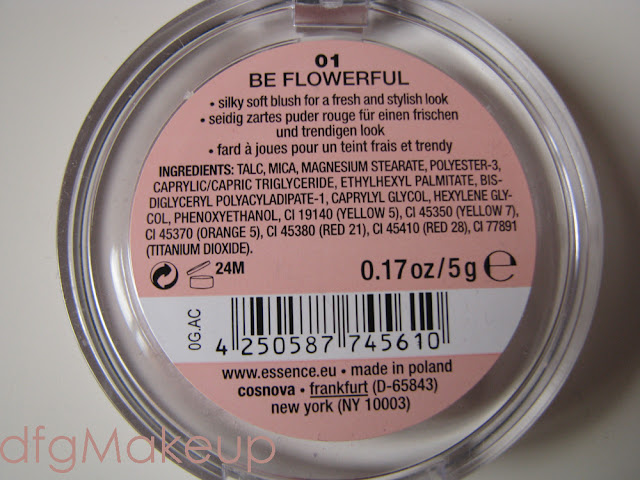 01
BE FLOWERFUL
• silky soft blush for a fresh and stylish look
• seidig zartes puder rouge für einen frischen
und trendigen look
• fard à joues pour un teint frais et trendy
INGREDIENTS: TALC, MICA, MAGNESIUM STEARATE, POLYESTER-3,
CAPRYLIC/CAPRIC TRIGLYCERIDE, ETHYLHEXYL PALMITATE, BIS-
DIGLYCERYL POLYACYLADIPATE-1, CAPRYLYL GLYCOL, HEXYLENE GLY-
COL, PHENOXYETHANOL, CI 19140 (YELLOW 5), CI 45350 (YELLOW 7),
CI 45370 (ORANGE 5), CI 45380 (RED 21), CI 45410 (RED 28), CI 77891
(TITANIUM DIOXIDE).
24M
0.17oz/5g e
0G.AC
4 250587 745610
www.essence.eu • made in poland
cosnova • frankfurt (D-65843)
new york (NY 10003)
dfgMakeup